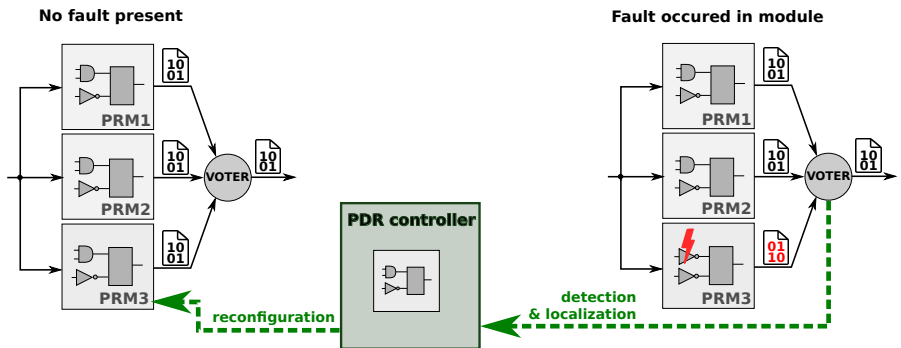 No fault present
10
01
PRM1
10
01
PRM2
VOTER
10
01
10
01
PRM3
reconfiguration
PDR controller
detection
& localization
Fault occured in module
10
01
PRM1
10
01
PRM2
VOTER
10
01
01
10
PRM3